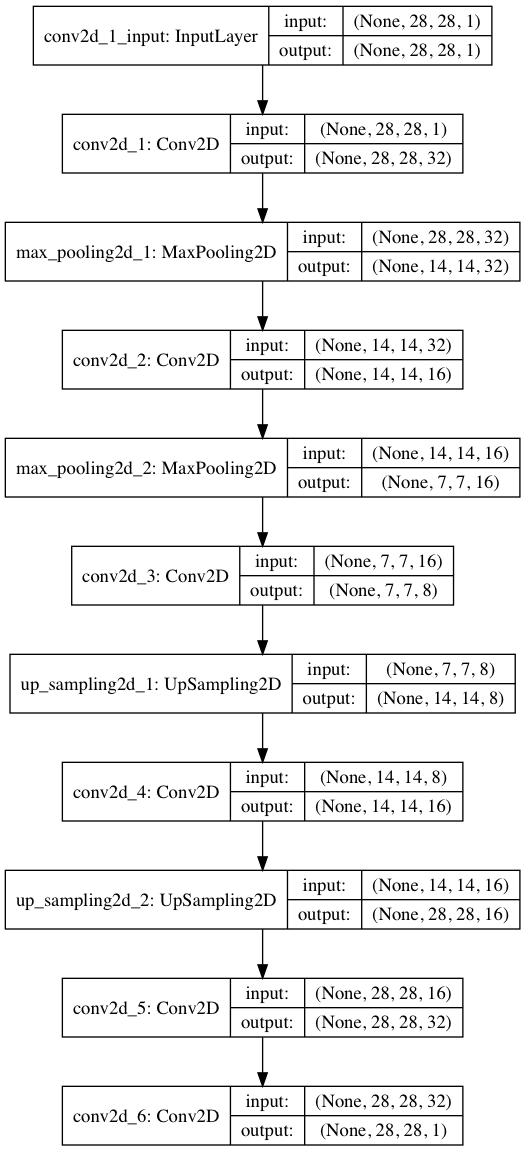 conv2d_1_input: InputLayer
input: (None, 28, 28, 1)
output: (None, 28, 28, 1)
conv2d_1: Conv2D
input: (None, 28, 28, 1)
output: (None, 28, 28, 32)
max_pooling2d_1: MaxPooling2D
input: (None, 28, 28, 32)
output: (None, 14, 14, 32)
conv2d_2: Conv2D
input: (None, 14, 14, 32)
output: (None, 14, 14, 16)
max_pooling2d_2: MaxPooling2D
input: (None, 14, 14, 16)
output: (None, 7, 7, 16)
conv2d_3: Conv2D
input: (None, 7, 7, 16)
output: (None, 7, 7, 8)
up_sampling2d_1: UpSampling2D
input: (None, 7, 7, 8)
output: (None, 14, 14, 8)
conv2d_4: Conv2D
input: (None, 14, 14, 8)
output: (None, 14, 14, 16)
up_sampling2d_2: UpSampling2D
input: (None, 14, 14, 16)
output: (None, 28, 28, 16)
conv2d_5: Conv2D
input: (None, 28, 28, 16)
output: (None, 28, 28, 32)
conv2d_6: Conv2D
input: (None, 28, 28, 32)
output: (None, 28, 28, 1)